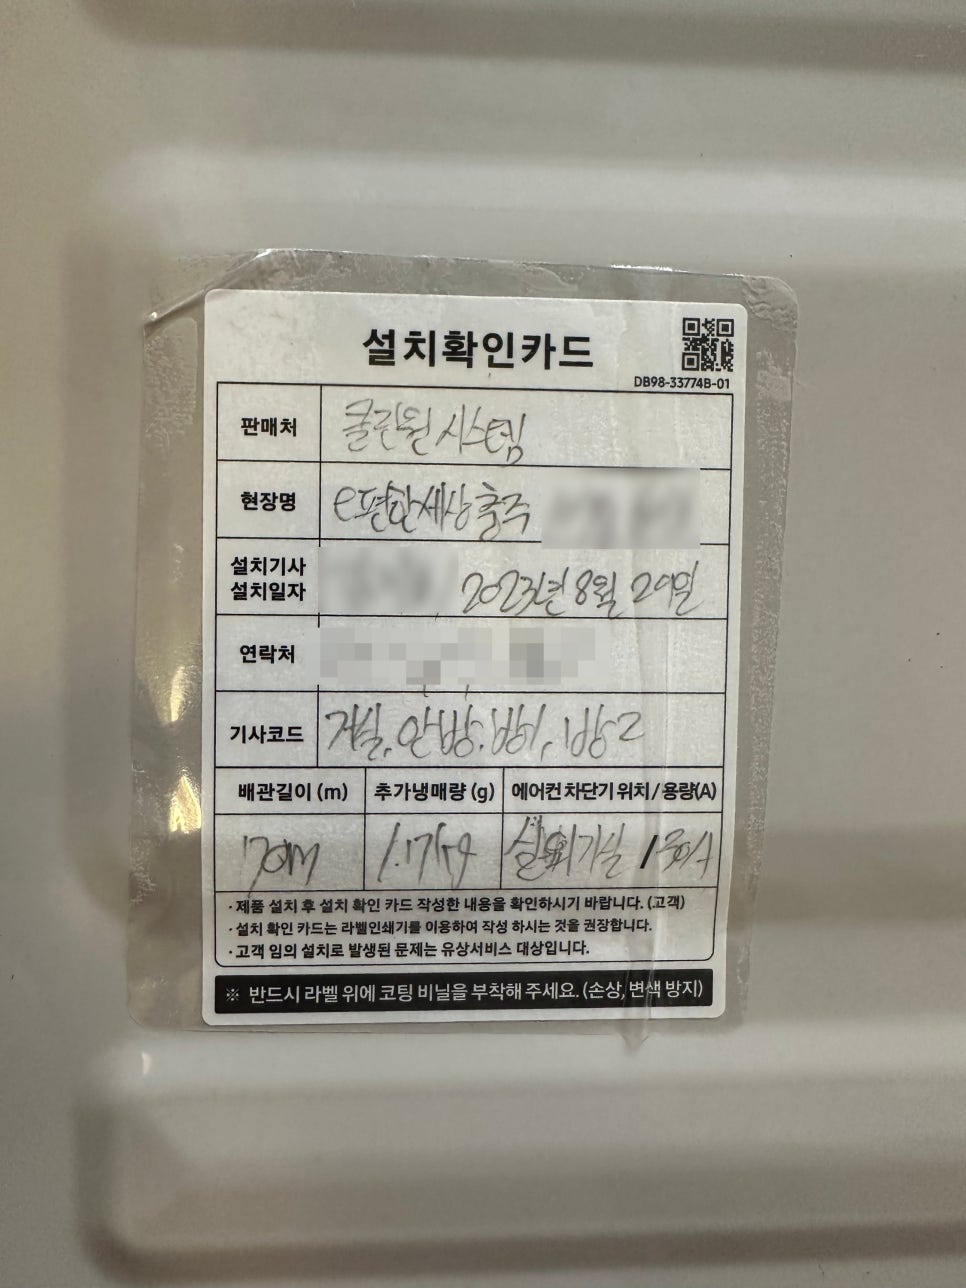 설치확인카드
DB98-33774B-01
판매처 클린원 시스템
현장명 e편한세상 충주
설치기사
설치일자 2023년 8월 29일
연락처
기사코드 거실, 안방, 방1, 방2
배관길이 (m) 추가냉매량 (g) 에어컨 차단기 위치/용량(A)
70M 1.7kg 실외기실 / 30A
· 제품 설치 후 설치 확인 카드 작성한 내용을 확인하시기 바랍니다. (고객)
· 설치 확인 카드는 라벨인쇄기를 이용하여 작성 하시는 것을 권장합니다.
· 고객 임의 설치로 발생된 문제는 유상서비스 대상입니다.
※ 반드시 라벨 위에 코팅 비닐을 부착해 주세요. (손상, 변색 방지)